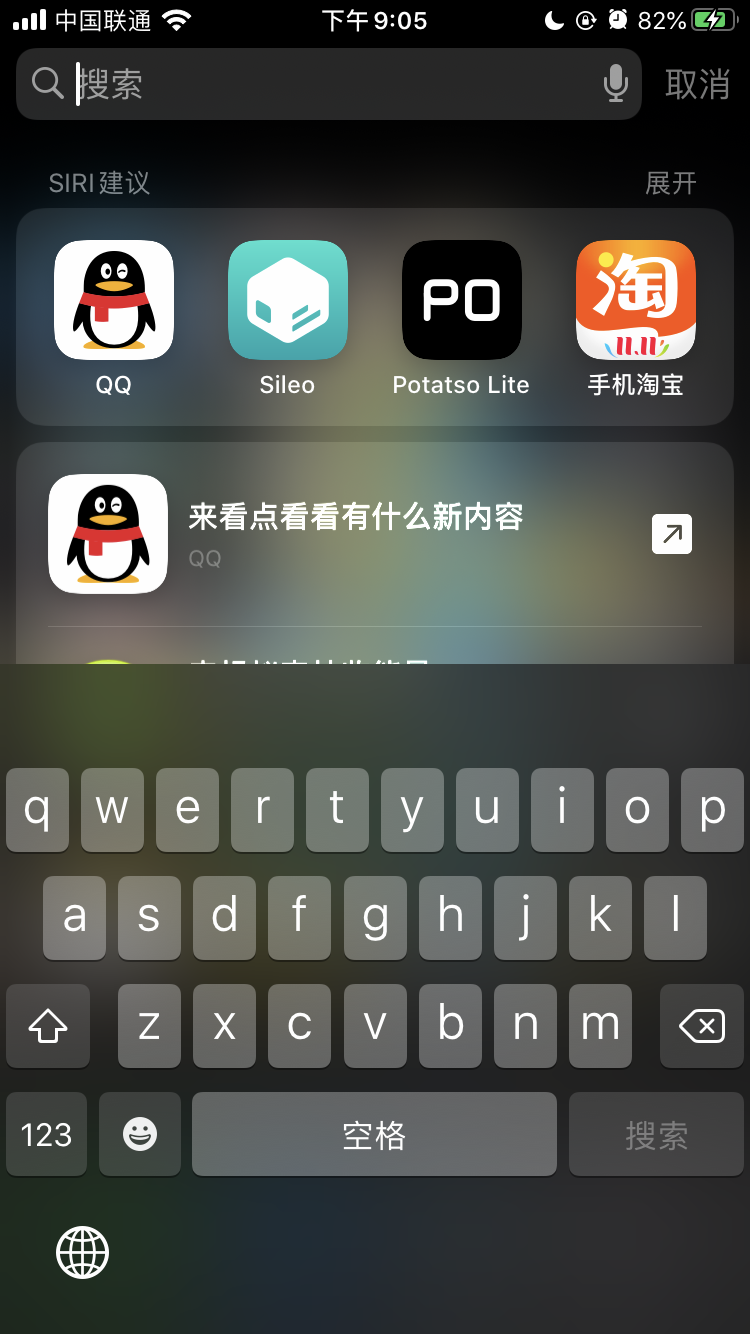 中国联通 下午9:05 82%
搜索 取消
SIRI建议 展开
PO 淘
11.11
QQ Sileo Potatso Lite 手机淘宝
来看点看看有什么新内容
QQ
q w e r t y u i o p
a s d f g h j k l
z x c v b n m
123 空格 搜索